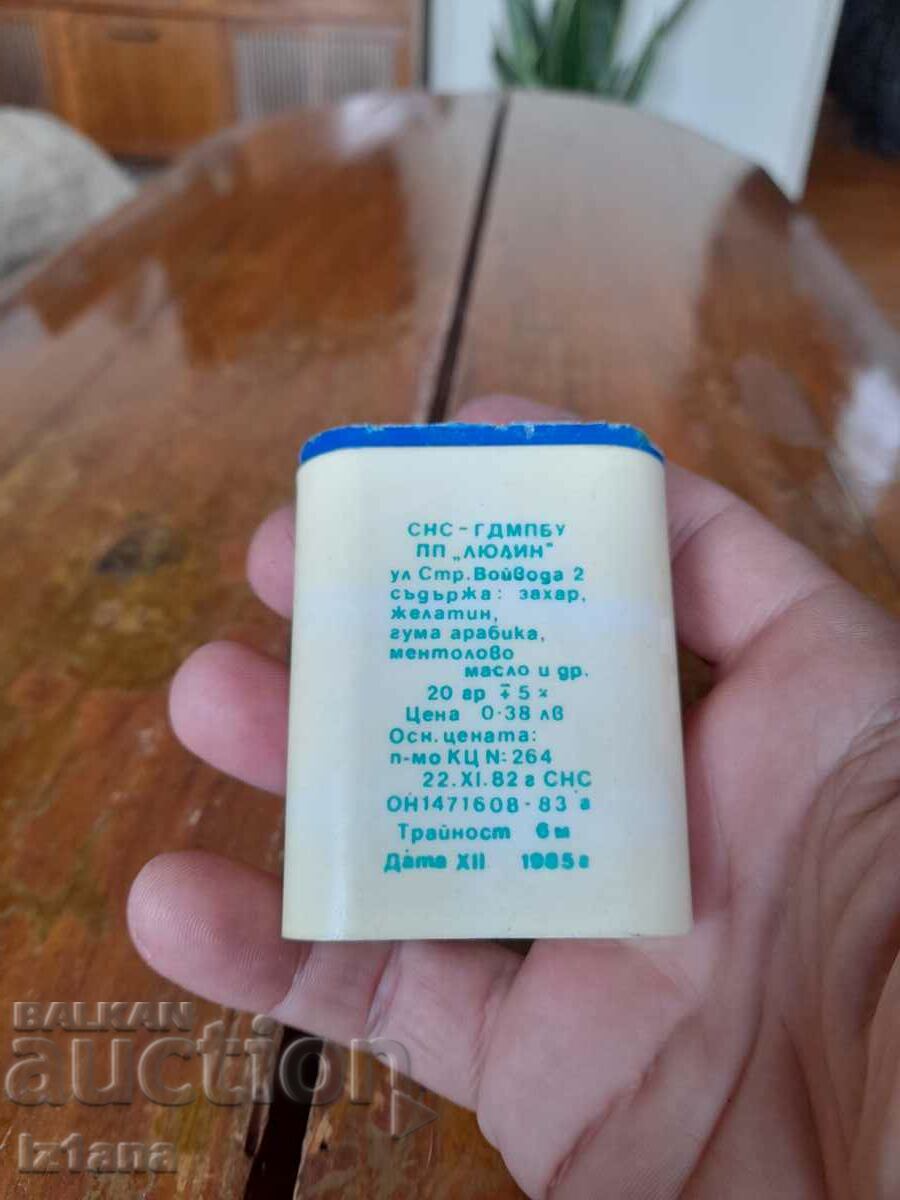 СНС - ГДМПБУ
ПП „ЛЮЛИН"
ул Стр. Войвода 2
съдържа: захар,
желатин,
гума арабика,
ментолово
масло и др.
20 гр ∓ 5 %
Цена 0·38 лв
Осн. цената:
п-мо КЦ N: 264
22. XI. 82 г СНС
ОН1471608-83 г
Трайност 6 м
Дата XII 1985 г
BALKAN
auction
iz1ana